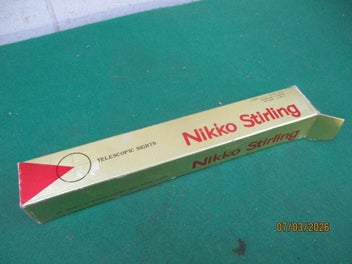 Nikko Stirling
TELESCOPIC SIGHTS
Nikko Stirling
07/03/2026